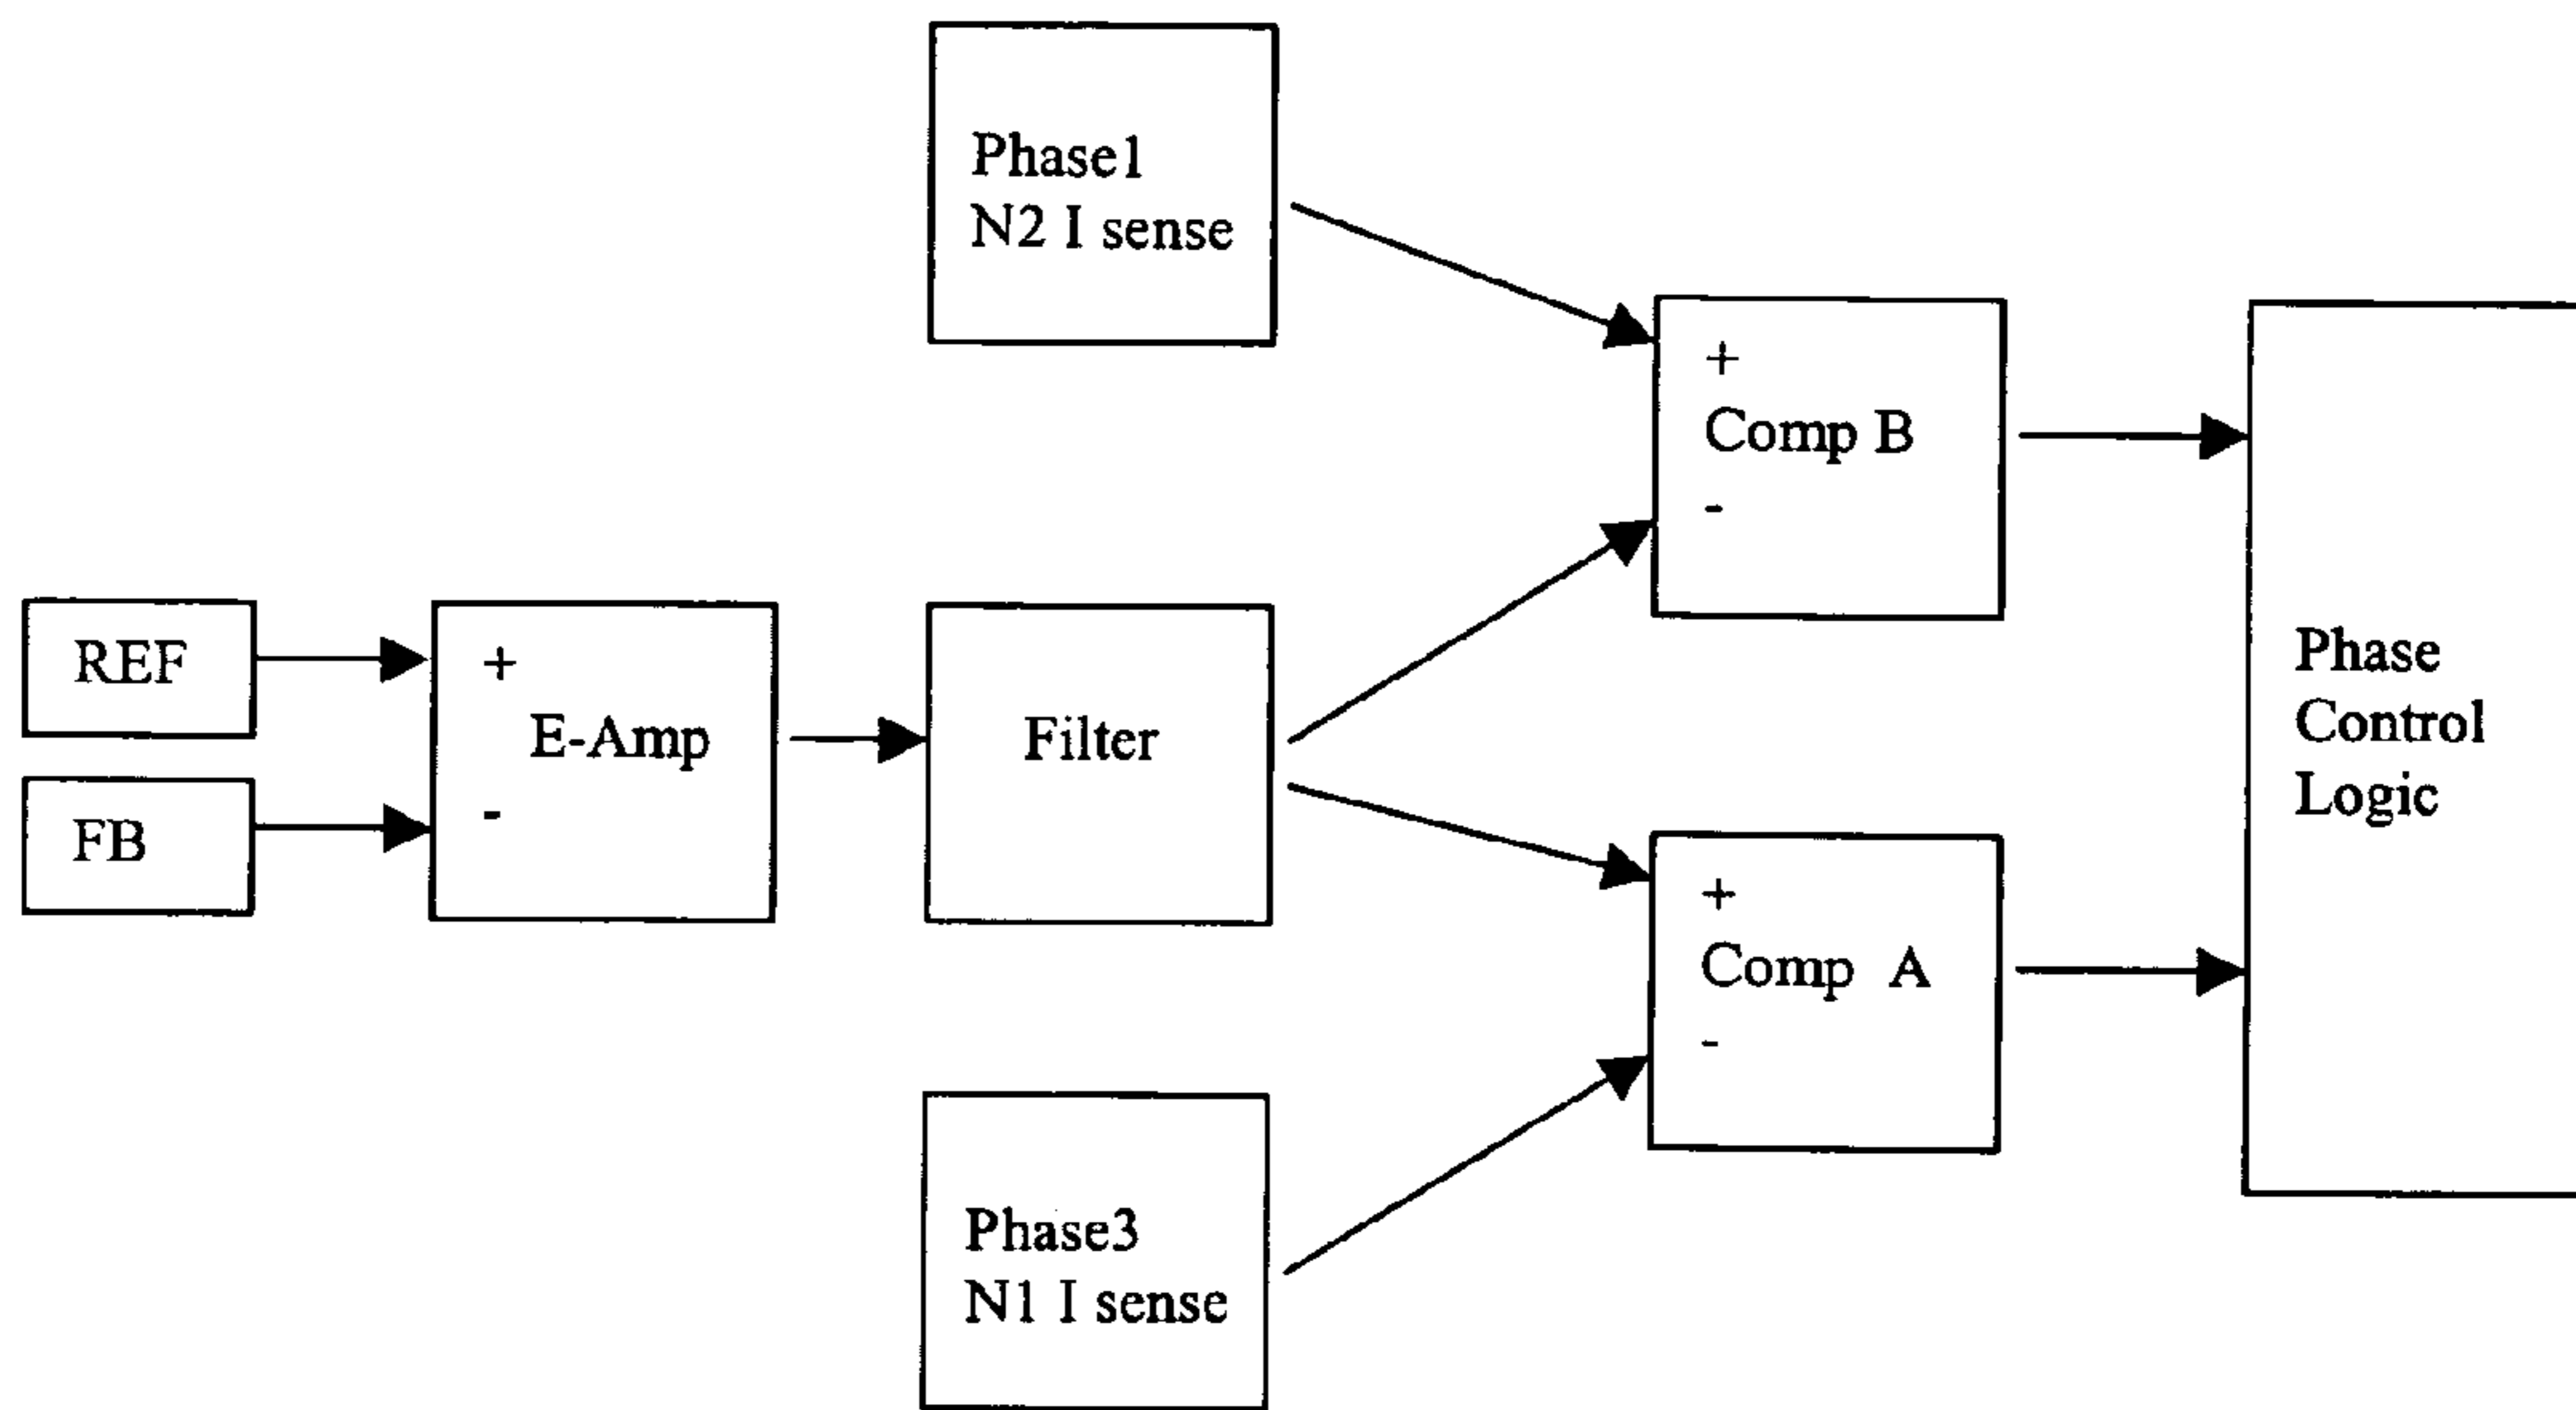 Phase1
N2 I sense
+
Comp B
-
REF
FB
+
E-Amp
-
Filter
+
Comp A
-
Phase3
N1 I sense
Phase
Control
Logic